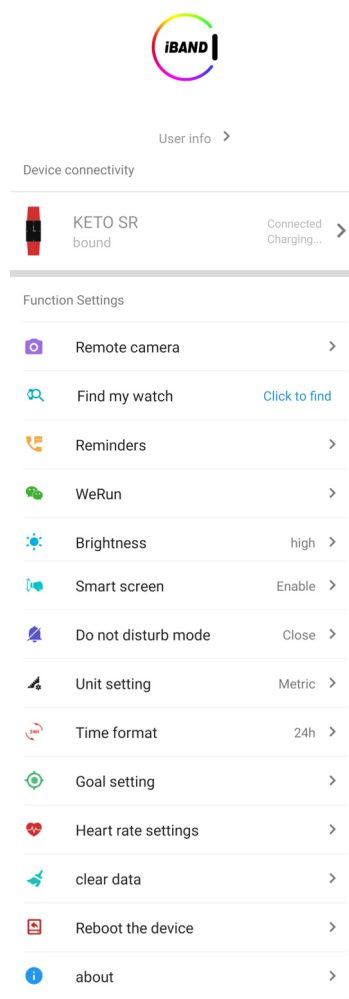 iBAND
User info
Device connectivity
KETO SR
bound
Connected
Charging...
Function Settings
Remote camera
Find my watch Click to find
Reminders
WeRun
Brightness high
Smart screen Enable
Do not disturb mode Close
Unit setting Metric
24H
Time format 24h
Goal setting
Heart rate settings
clear data
Reboot the device
about